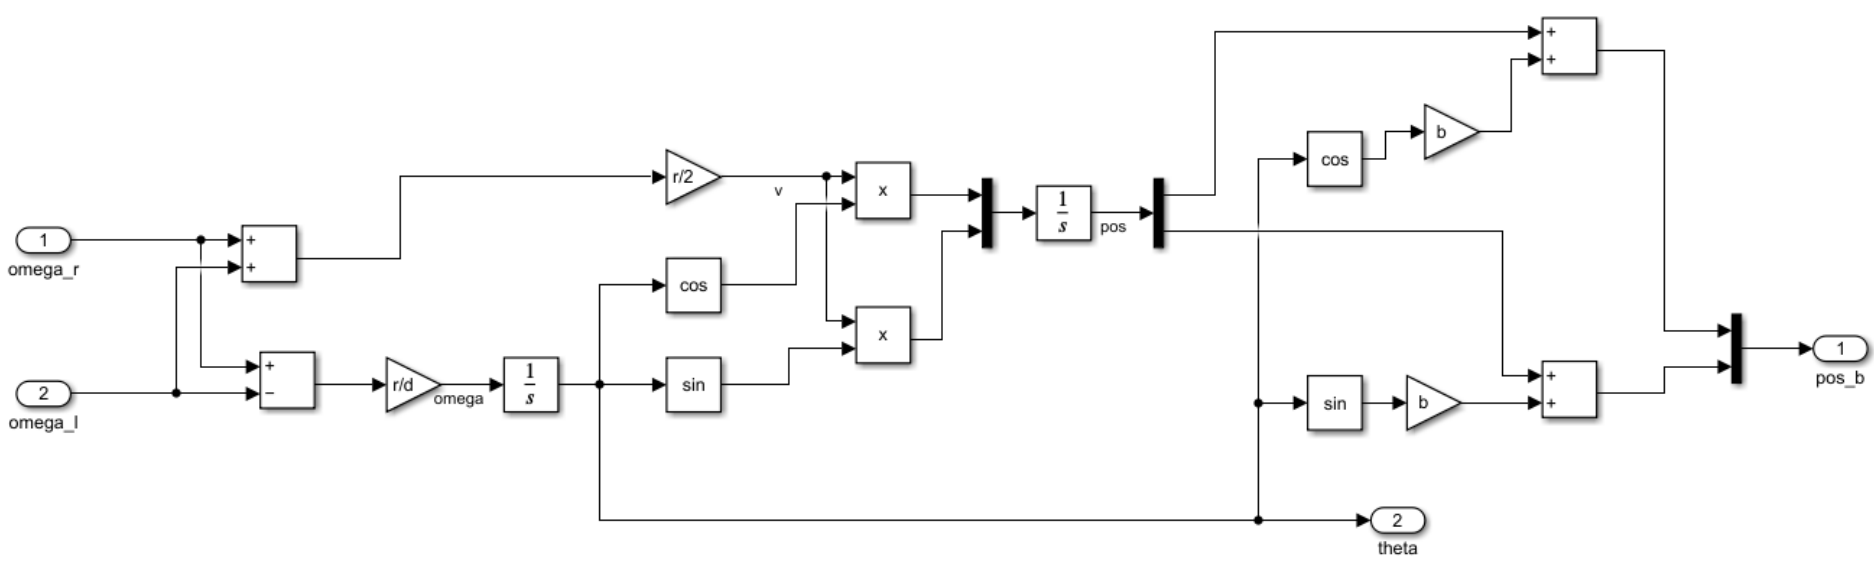 +
+
cos
b
r/2
v
x
1
omega_r
+
+
1
s
pos
cos
x
1
pos_b
2
omega_l
+
−
r/d
omega
1
s
sin
sin
b
+
+
2
theta